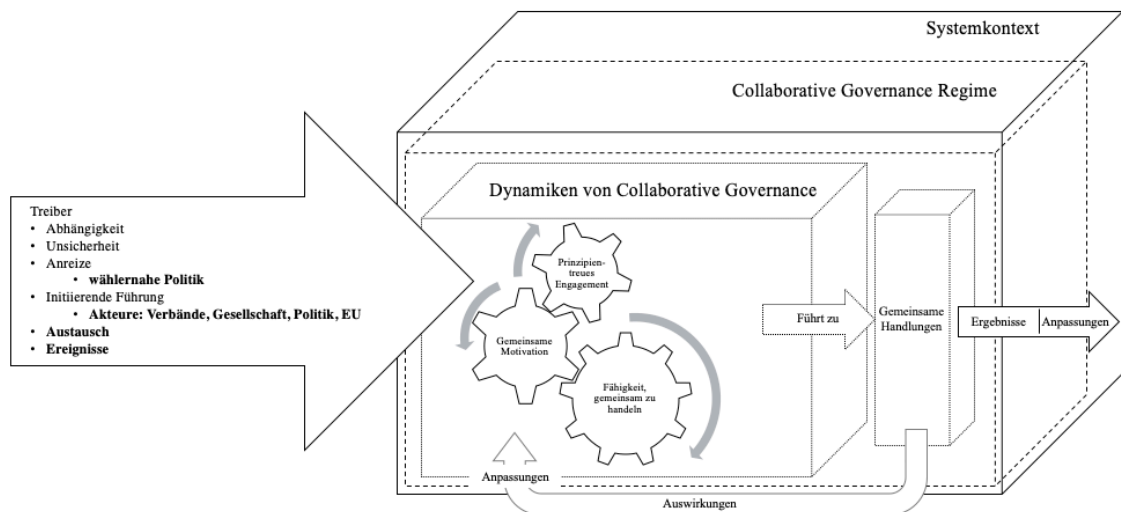 Systemkontext
Collaborative Governance Regime
Dynamiken von Collaborative Governance
Treiber
• Abhängigkeit
• Unsicherheit
• Anreize
• wählernahe Politik
• Initiierende Führung
• Akteure: Verbände, Gesellschaft, Politik, EU
• Austausch
• Ereignisse
Prinzipien-
treues
Engagement
Gemeinsame
Motivation
Fähigkeit,
gemeinsam zu
handeln
Führt zu
Gemeinsame
Handlungen
Ergebnisse
Anpassungen
Anpassungen
Auswirkungen